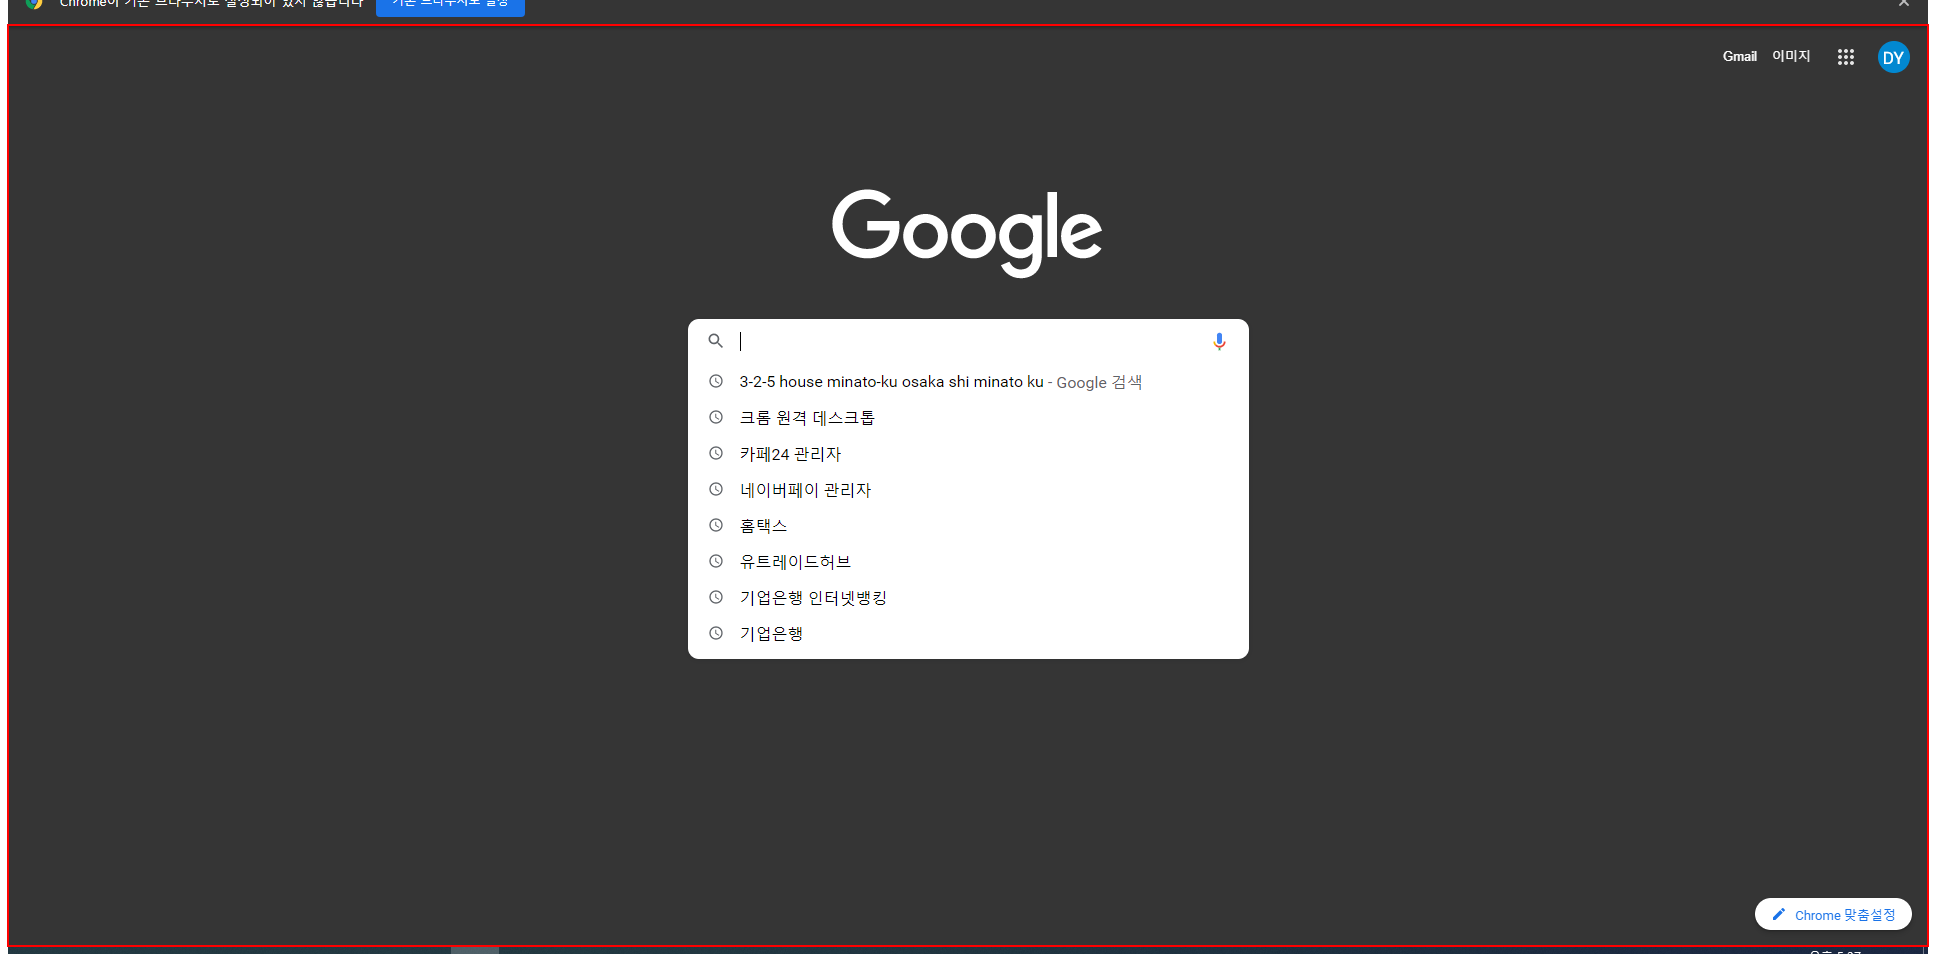 Chrome이 기본 브라우저로 설정되어 있지 않습니다 기본 브라우저로 설정
Gmail 이미지 DY
Google
3-2-5 house minato-ku osaka shi minato ku - Google 검색
크롬 원격 데스크톱
카페24 관리자
네이버페이 관리자
홈택스
유트레이드허브
기업은행 인터넷뱅킹
기업은행
Chrome 맞춤설정